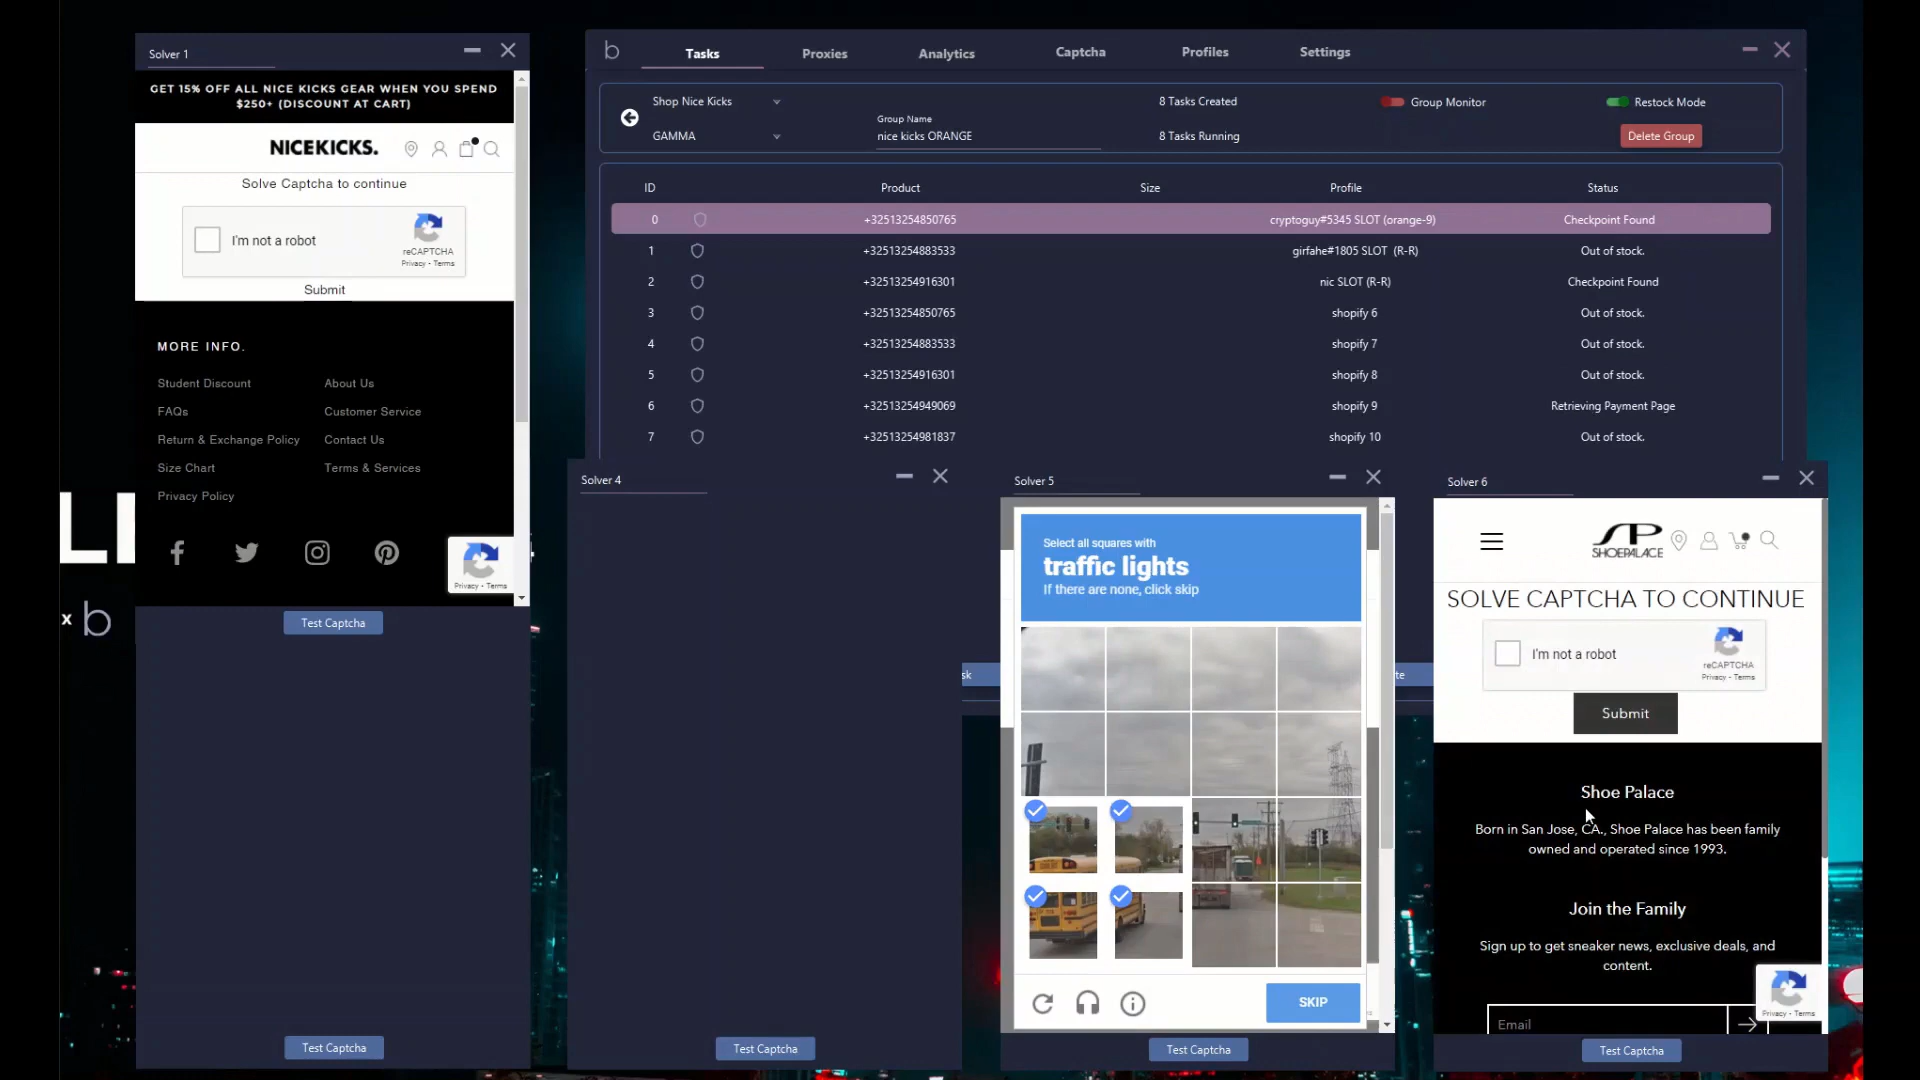 Solver 1
GET 15% OFF ALL NICE KICKS GEAR WHEN YOU SPEND
$250+ (DISCOUNT AT CART)
NICEKICKS.
Solve Captcha to continue
I'm not a robot
reCAPTCHA
Privacy • Terms
Submit
MORE INFO.
Student Discount
About Us
FAQs
Customer Service
Return & Exchange Policy
Contact Us
Size Chart
Terms & Services
Privacy Policy
Privacy • Terms
Test Captcha
Test Captcha
LI
x b
b
Tasks
Proxies
Analytics
Captcha
Profiles
Settings
Shop Nice Kicks
8 Tasks Created
Group Monitor
Restock Mode
GAMMA
Group Name
nice kicks ORANGE
8 Tasks Running
Delete Group
ID Product Size Profile Status
0 +32513254850765 cryptoguy#5345 SLOT (orange-9) Checkpoint Found
1 +32513254883533 girfahe#1805 SLOT (R-R) Out of stock.
2 +32513254916301 nic SLOT (R-R) Checkpoint Found
3 +32513254850765 shopify 6 Out of stock.
4 +32513254883533 shopify 7 Out of stock.
5 +32513254916301 shopify 8 Out of stock.
6 +32513254949069 shopify 9 Retrieving Payment Page
7 +32513254981837 shopify 10 Out of stock.
Solver 4
Test Captcha
sk
Solver 5
Select all squares with
traffic lights
If there are none, click skip
SKIP
Test Captcha
te
Solver 6
SP
SHOEPALACE
SOLVE CAPTCHA TO CONTINUE
I'm not a robot
reCAPTCHA
Privacy • Terms
Submit
Shoe Palace
Born in San Jose, CA., Shoe Palace has been family
owned and operated since 1993.
Join the Family
Sign up to get sneaker news, exclusive deals, and
content.
Email
Privacy • Terms
Test Captcha